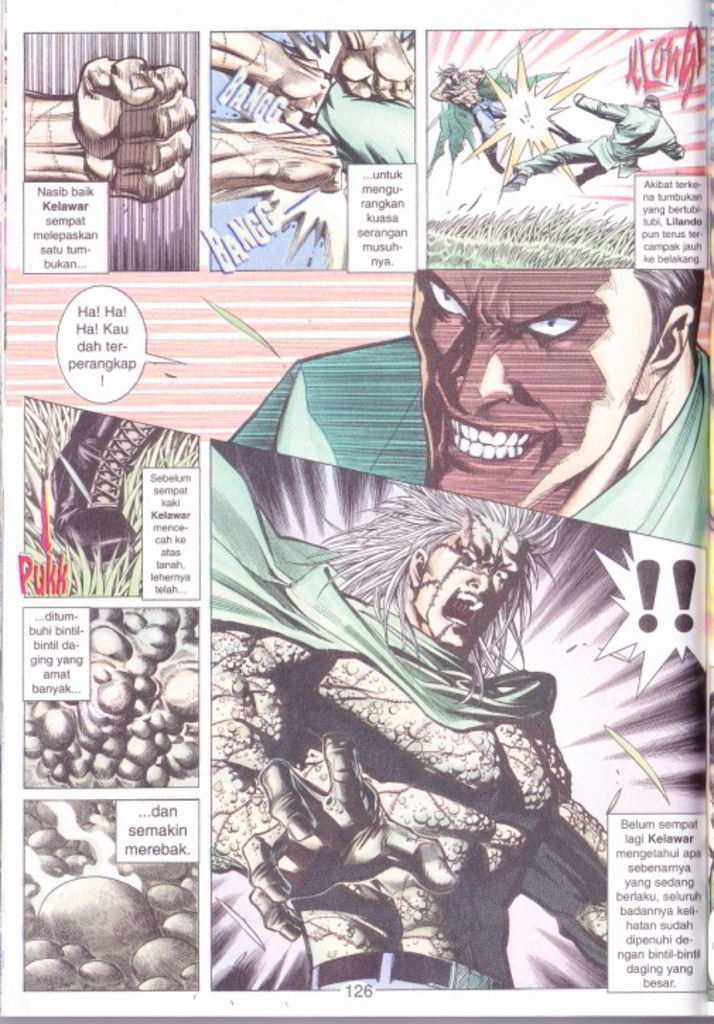 Nasib baik
Kelawar
sempat
melepaskan
satu tum-
bukan...
BANGG
BANGG
...untuk
mengu-
rangkan
kuasa
serangan
musuh-
nya.
Akibat terke-
na tumbukan
yang bertubi-
tubi, Lilando
pun terus ter-
campak jauh
ke belakang.
Ha! Ha!
Ha! Kau
dah ter-
perangkap
!
Sebelum
sempat
kaki
Kelawar
mence-
cah ke
atas
tanah,
lehernya
telah...
Pukk
...ditum-
buhi bintil-
bintil da-
ging yang
amat
banyak...
!!
...dan
semakin
merebak.
Belum sempat
lagi Kelawar
mengetahui apa
sebenarnya
yang sedang
berlaku, seluruh
badannya keli-
hatan sudah
dipenuhi de-
ngan bintil-bintil
daging yang
besar.
126